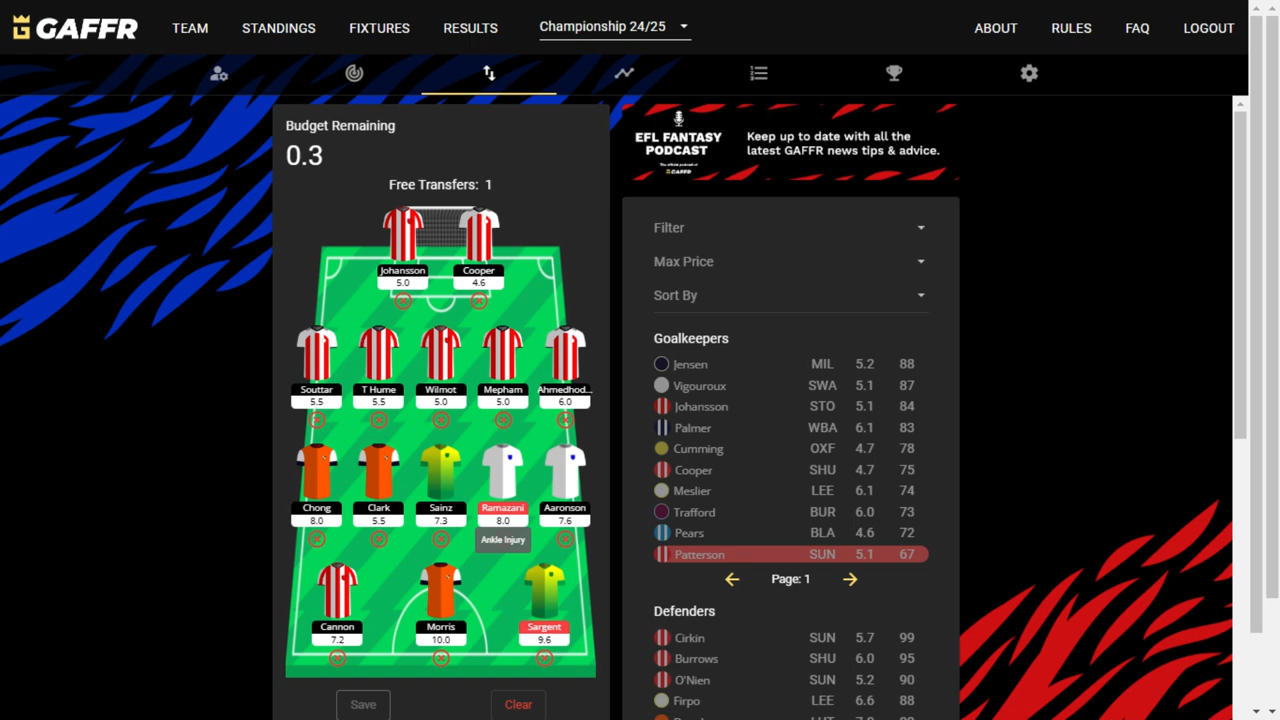 GAFFR
TEAM
STANDINGS
FIXTURES
RESULTS
Championship 24/25
ABOUT
RULES
FAQ
LOGOUT
Budget Remaining
0.3
Free Transfers: 1
Johansson
5.0
Cooper
4.6
Souttar
5.5
T Hume
5.5
Wilmot
5.0
Mepham
5.0
Ahmedhod...
6.0
Chong
8.0
Clark
5.5
Sainz
7.3
Ramazani
8.0
Ankle Injury
Aaronson
7.6
Cannon
7.2
Morris
10.0
Sargent
9.6
Save
Clear
EFL FANTASY
PODCAST
The official podcast of
GAFFR
Keep up to date with all the
latest GAFFR news tips & advice.
Filter
Max Price
Sort By
Goalkeepers
Jensen MIL 5.2 88
Vigouroux SWA 5.1 87
Johansson STO 5.1 84
Palmer WBA 6.1 83
Cumming OXF 4.7 78
Cooper SHU 4.7 75
Meslier LEE 6.1 74
Trafford BUR 6.0 73
Pears BLA 4.6 72
Patterson SUN 5.1 67
Page: 1
Defenders
Cirkin SUN 5.7 99
Burrows SHU 6.0 95
O'Nien SUN 5.2 90
Firpo LEE 6.6 88